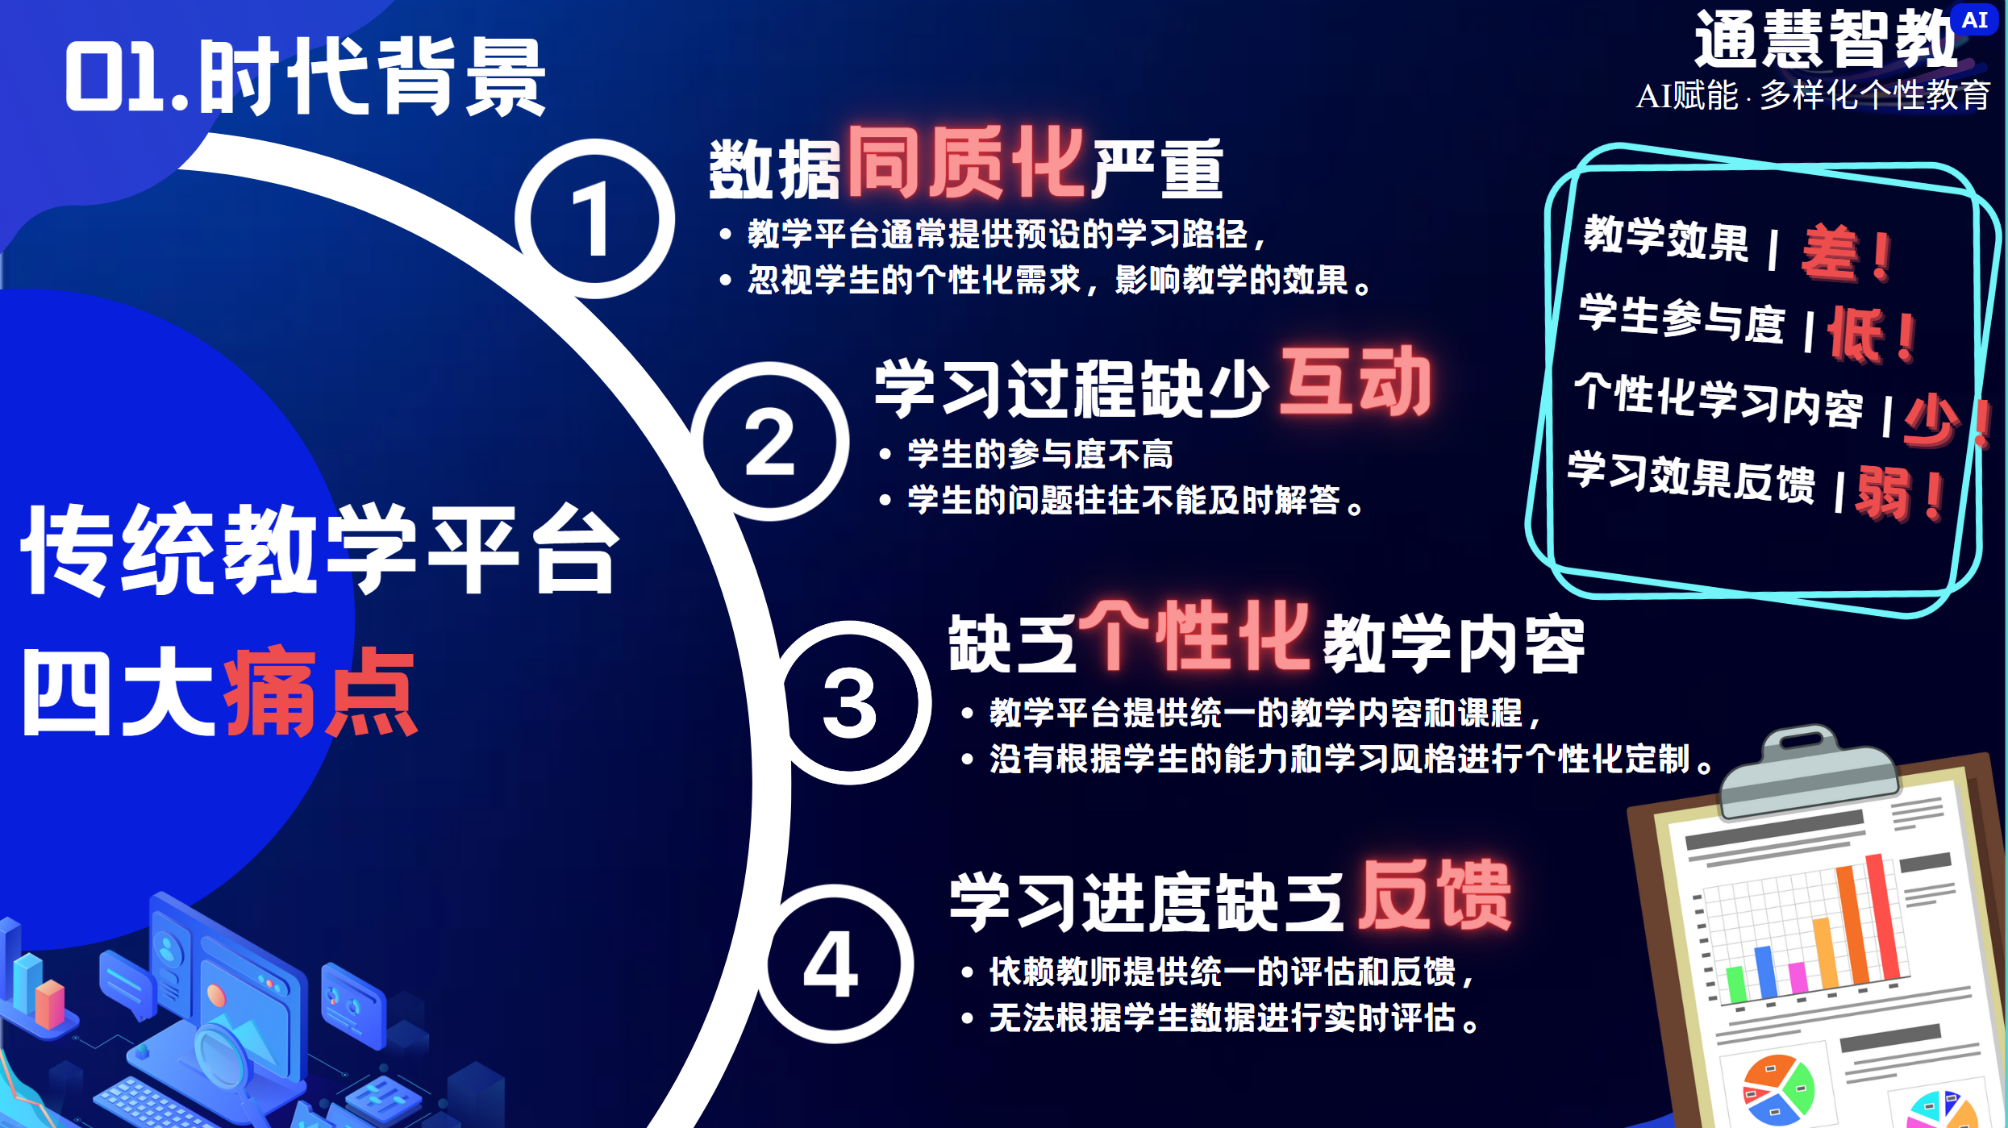 01.时代背景
通慧智教
AI
AI赋能·多样化个性教育
传统教学平台
四大痛点
1
数据同质化严重
• 教学平台通常提供预设的学习路径，
• 忽视学生的个性化需求，影响教学的效果。
2
学习过程缺少互动
• 学生的参与度不高
• 学生的问题往往不能及时解答。
3
缺乏个性化教学内容
• 教学平台提供统一的教学内容和课程，
• 没有根据学生的能力和学习风格进行个性化定制。
4
学习进度缺乏反馈
• 依赖教师提供统一的评估和反馈，
• 无法根据学生数据进行实时评估。
教学效果 | 差！
学生参与度 | 低！
个性化学习内容 | 少！
学习效果反馈 | 弱！